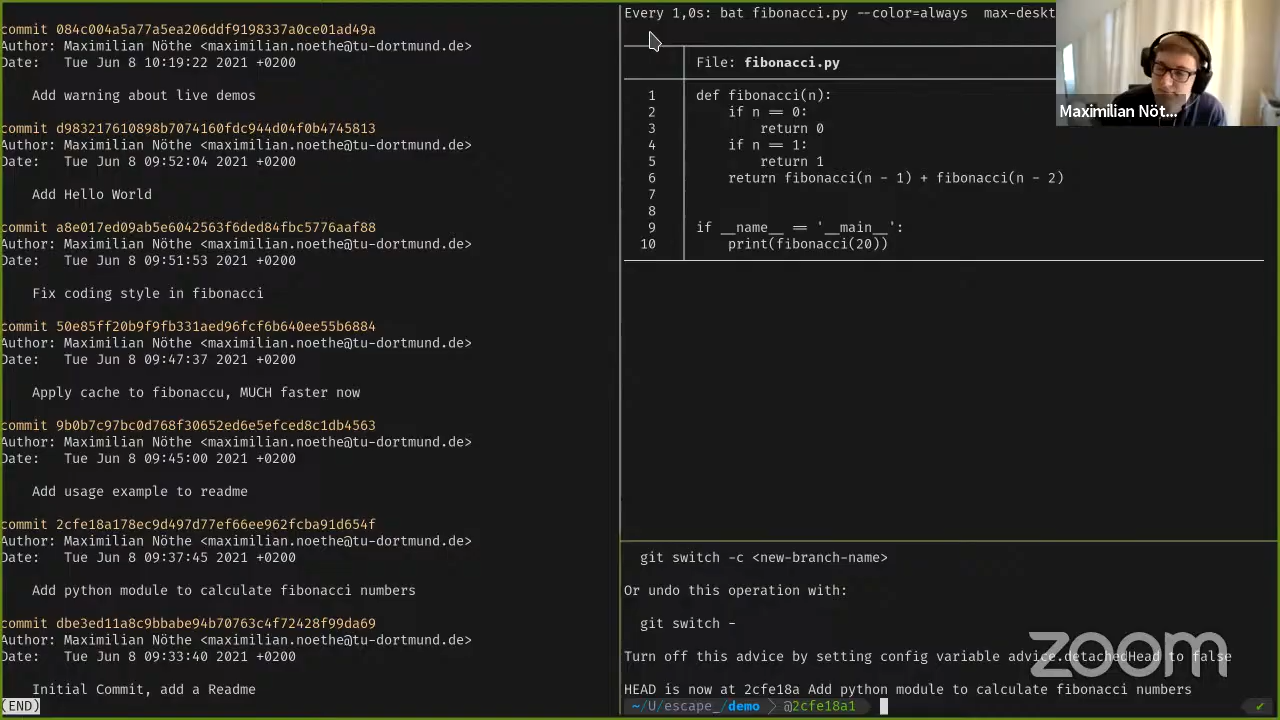 commit 084c004a5a77a5ea206ddf9198337a0ce01ad49a
Author: Maximilian Nöthe <maximilian.noethe@tu-dortmund.de>
Date:   Tue Jun 8 10:19:22 2021 +0200
Add warning about live demos
commit d983217610898b7074160fdc944d04f0b4745813
Author: Maximilian Nöthe <maximilian.noethe@tu-dortmund.de>
Date:   Tue Jun 8 09:52:04 2021 +0200
Add Hello World
commit a8e017ed09ab5e6042563f6ded84fbc5776aaf88
Author: Maximilian Nöthe <maximilian.noethe@tu-dortmund.de>
Date:   Tue Jun 8 09:51:53 2021 +0200
Fix coding style in fibonacci
commit 50e85ff20b9f9fb331aed96fcf6b640ee55b6884
Author: Maximilian Nöthe <maximilian.noethe@tu-dortmund.de>
Date:   Tue Jun 8 09:47:37 2021 +0200
Apply cache to fibonaccu, MUCH faster now
commit 9b0b7c97bc0d768f30652ed6e5efced8c1db4563
Author: Maximilian Nöthe <maximilian.noethe@tu-dortmund.de>
Date:   Tue Jun 8 09:45:00 2021 +0200
Add usage example to readme
commit 2cfe18a178ec9d497d77ef66ee962fcba91d654f
Author: Maximilian Nöthe <maximilian.noethe@tu-dortmund.de>
Date:   Tue Jun 8 09:37:45 2021 +0200
Add python module to calculate fibonacci numbers
commit dbe3ed11a8c9bbabe94b70763c4f72428f99da69
Author: Maximilian Nöthe <maximilian.noethe@tu-dortmund.de>
Date:   Tue Jun 8 09:33:40 2021 +0200
Initial Commit, add a Readme
(END)
Every 1,0s: bat fibonacci.py --color=always  max-deskt
File: fibonacci.py
1 def fibonacci(n):
2     if n == 0:
3         return 0
4     if n == 1:
5         return 1
6     return fibonacci(n - 1) + fibonacci(n - 2)
7
8
9 if __name__ == '__main__':
10     print(fibonacci(20))
Maximilian Nöt...
git switch -c <new-branch-name>
Or undo this operation with:
git switch -
Turn off this advice by setting config variable advice.detachedHead to false
HEAD is now at 2cfe18a Add python module to calculate fibonacci numbers
~/U/escape_/demo @2cfe18a1 ✔
zoom